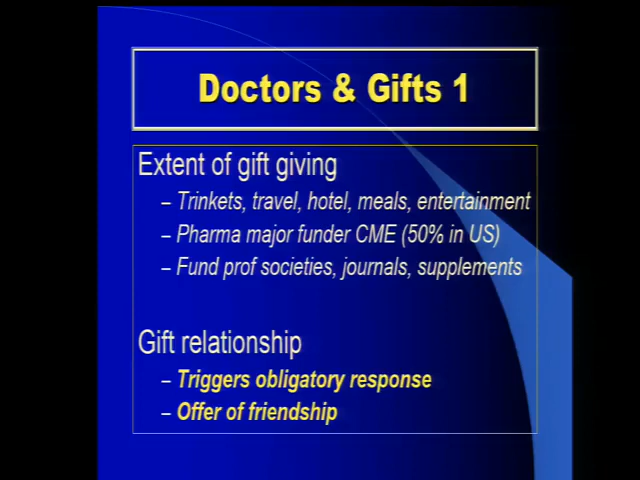 Doctors & Gifts 1
Extent of gift giving
– Trinkets, travel, hotel, meals, entertainment
– Pharma major funder CME (50% in US)
– Fund prof societies, journals, supplements
Gift relationship
– Triggers obligatory response
– Offer of friendship